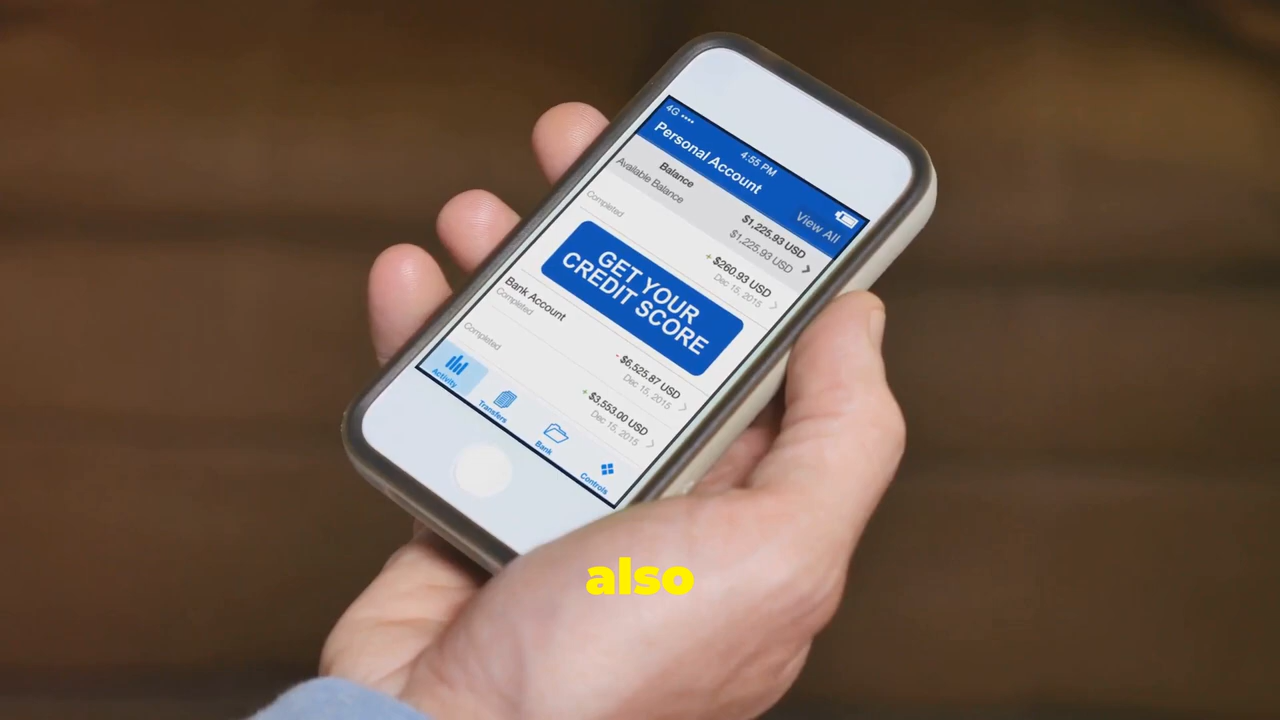 4G ••••
4:55 PM
Personal Account
View All
Balance
$1,225.93 USD
Available Balance
$1,225.93 USD
Completed
+ $260.93 USD
Dec 15, 2015
GET YOUR
CREDIT SCORE
Bank Account
Completed
- $6,525.87 USD
Dec 15, 2015
Completed
+ $3,553.00 USD
Dec 15, 2015
Activity
Transfers
Bank
Controls
also